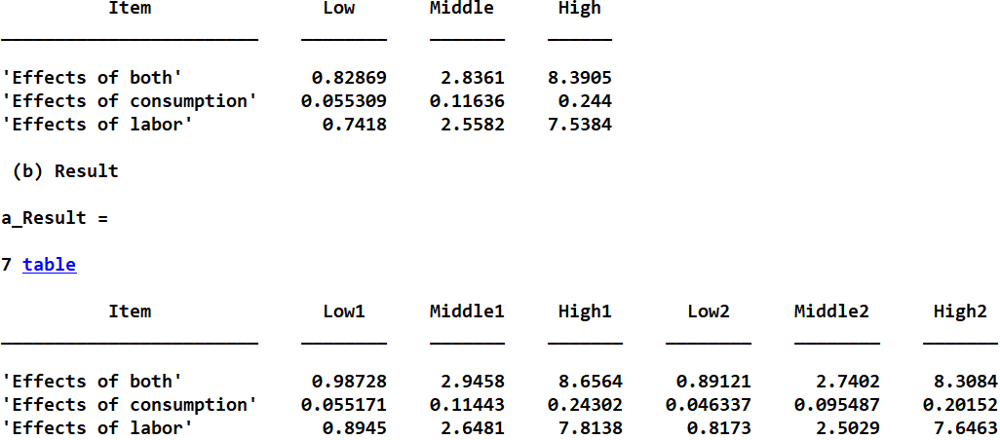 Item Low Middle High
'Effects of both' 0.82869 2.8361 8.3905
'Effects of consumption' 0.055309 0.11636 0.244
'Effects of labor' 0.7418 2.5582 7.5384
(b) Result
a_Result =
7 table
Item Low1 Middle1 High1 Low2 Middle2 High2
'Effects of both' 0.98728 2.9458 8.6564 0.89121 2.7402 8.3084
'Effects of consumption' 0.055171 0.11443 0.24302 0.046337 0.095487 0.20152
'Effects of labor' 0.8945 2.6481 7.8138 0.8173 2.5029 7.6463